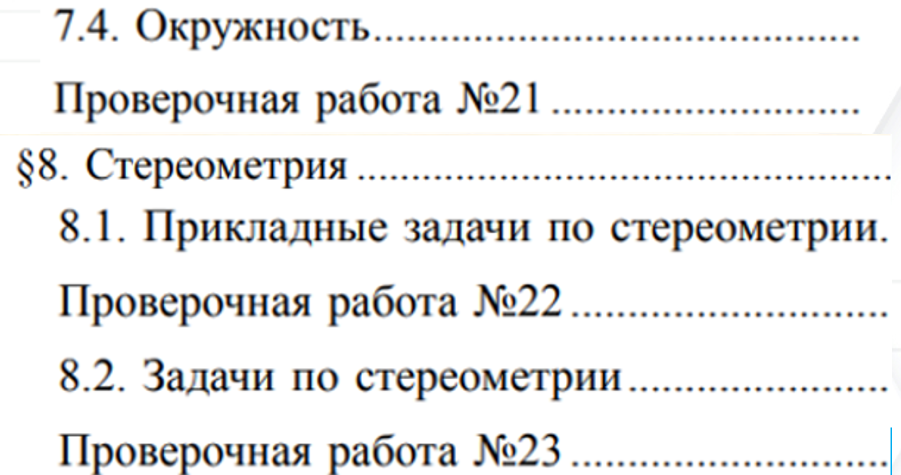 7.4. Окружность..........................................
Проверочная работа №21...........................
§8. Стереометрия..................................................
8.1. Прикладные задачи по стереометрии.
Проверочная работа №22............................
8.2. Задачи по стереометрии.......................
Проверочная работа №23............................